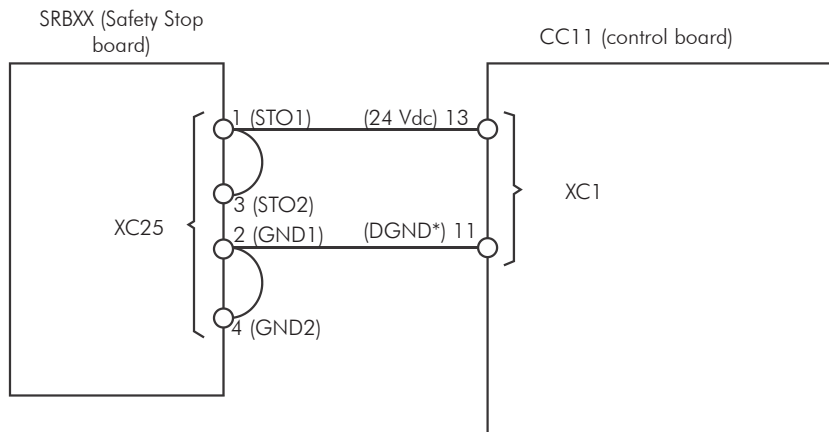 SRBXX (Safety Stop
board)
CC11 (control board)
1 (STO1)
(24 Vdc) 13
3 (STO2)
XC25
XC1
2 (GND1)
(DGND*) 11
4 (GND2)